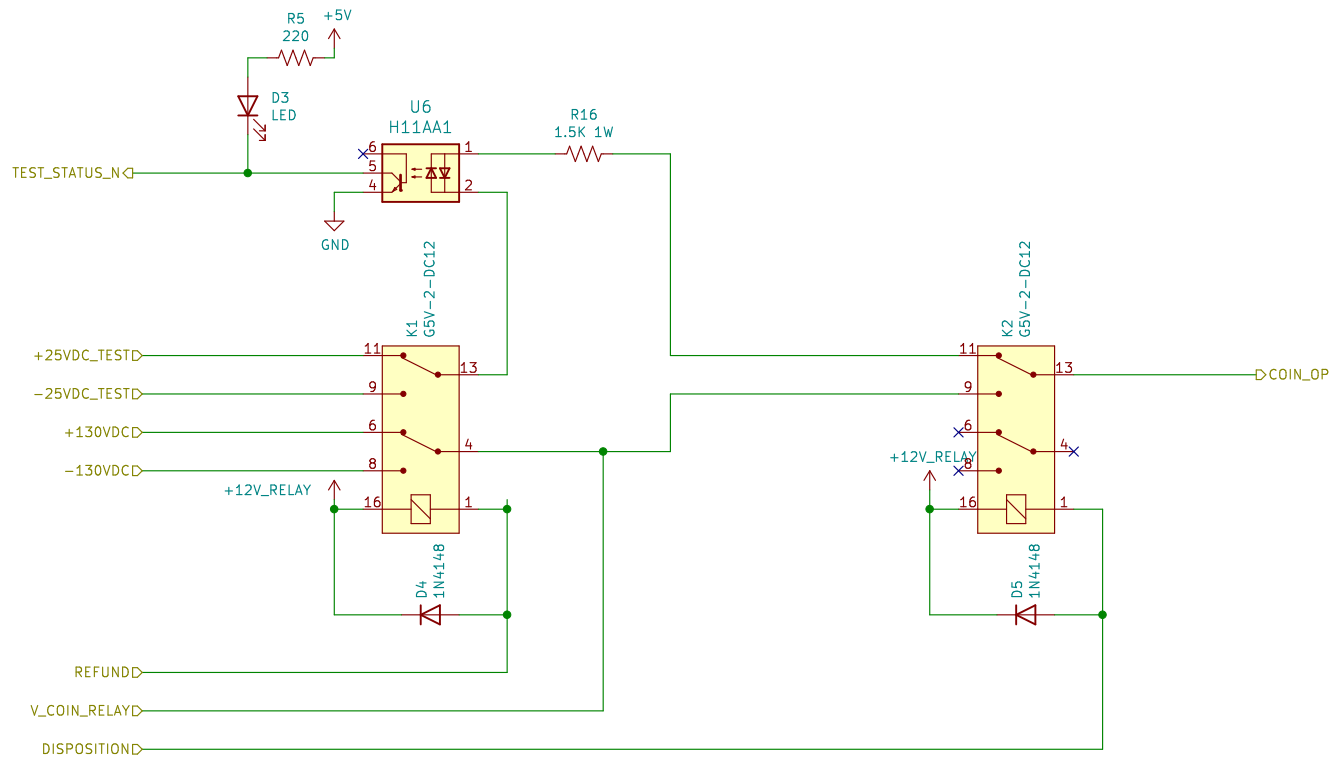 R5
220
+5V
D3
LED
U6
H11AA1
R16
1.5K 1W
6
5
4
1
2
TEST_STATUS_N
GND
K1
G5V-2-DC12
K2
G5V-2-DC12
+25VDC_TEST
11
13
11
13
COIN_OP
-25VDC_TEST
9
9
+130VDC
6
4
6
4
-130VDC
8
+12V_RELAY
8
+12V_RELAY
16
1
16
1
D4
1N4148
D5
1N4148
REFUND
V_COIN_RELAY
DISPOSITION